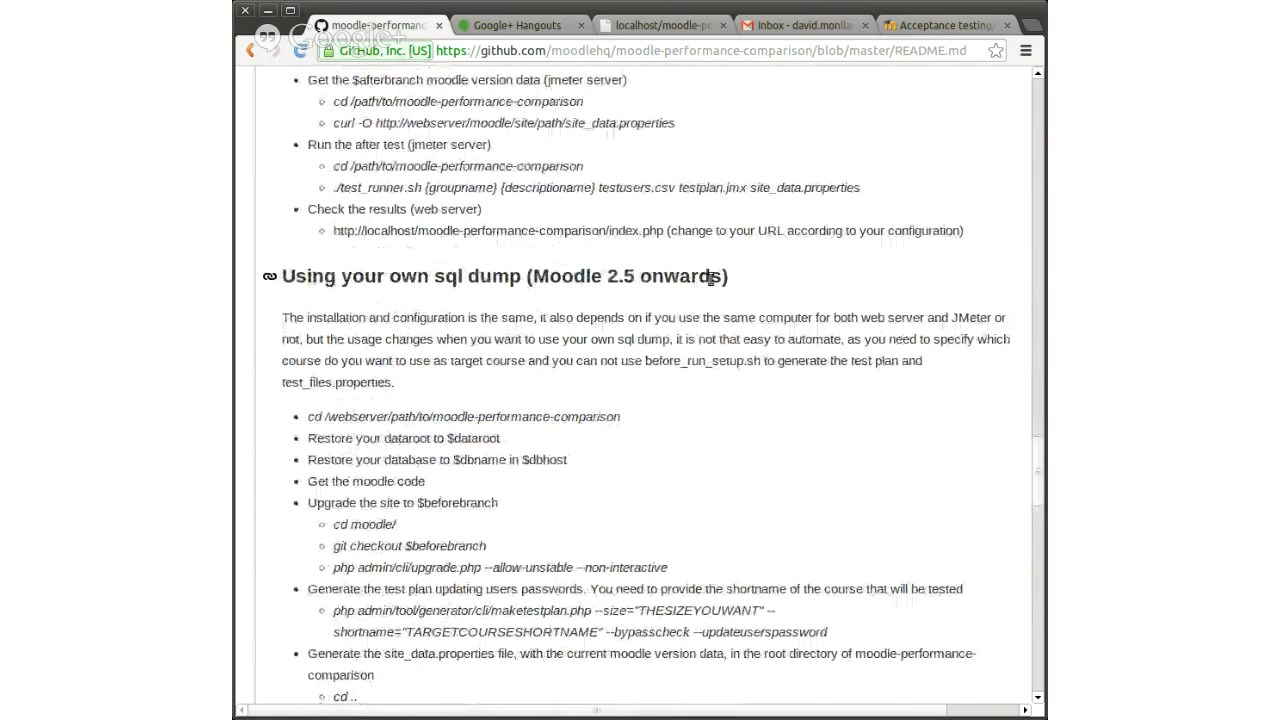 moodle-performanc
Google+ Hangouts
localhost/moodle-pe
Inbox - david.monlla
Acceptance testing/
Google+
GitHub, Inc. [US] https://github.com/moodlehq/moodle-performance-comparison/blob/master/README.md
Get the $afterbranch moodle version data (jmeter server)
cd /path/to/moodle-performance-comparison
curl -O http://webserver/moodle/site/path/site_data.properties
Run the after test (jmeter server)
cd /path/to/moodle-performance-comparison
./test_runner.sh {groupname} {descriptioname} testusers.csv testplan.jmx site_data.properties
Check the results (web server)
http://localhost/moodle-performance-comparison/index.php (change to your URL according to your configuration)
Using your own sql dump (Moodle 2.5 onwards)
The installation and configuration is the same, it also depends on if you use the same computer for both web server and JMeter or
not, but the usage changes when you want to use your own sql dump, it is not that easy to automate, as you need to specify which
course do you want to use as target course and you can not use before_run_setup.sh to generate the test plan and
test_files.properties.
cd /webserver/path/to/moodle-performance-comparison
Restore your dataroot to $dataroot
Restore your database to $dbname in $dbhost
Get the moodle code
Upgrade the site to $beforebranch
cd moodle/
git checkout $beforebranch
php admin/cli/upgrade.php --allow-unstable --non-interactive
Generate the test plan updating users passwords. You need to provide the shortname of the course that will be tested
php admin/tool/generator/cli/maketestplan.php --size="THESIZEYOUWANT" --
shortname="TARGETCOURSESHORTNAME" --bypasscheck --updateuserspassword
Generate the site_data.properties file, with the current moodle version data, in the root directory of moodle-performance-
comparison
cd ..